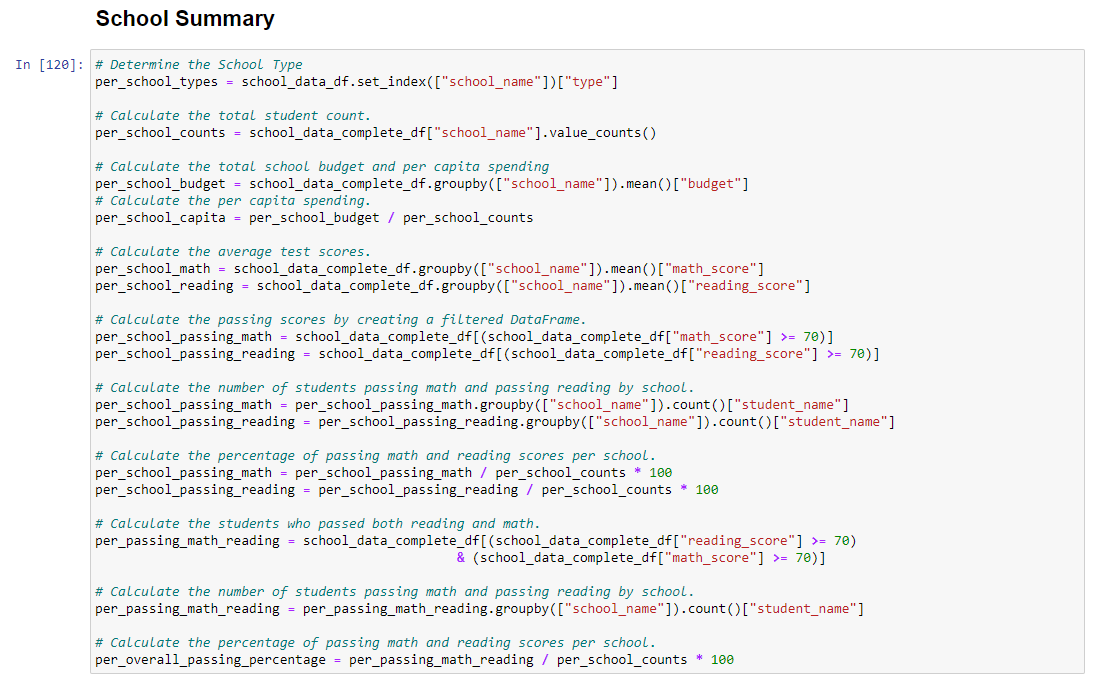 School Summary
In [120]:
# Determine the School Type
per_school_types = school_data_df.set_index(["school_name"])["type"]
# Calculate the total student count.
per_school_counts = school_data_complete_df["school_name"].value_counts()
# Calculate the total school budget and per capita spending
per_school_budget = school_data_complete_df.groupby(["school_name"]).mean()["budget"]
# Calculate the per capita spending.
per_school_capita = per_school_budget / per_school_counts
# Calculate the average test scores.
per_school_math = school_data_complete_df.groupby(["school_name"]).mean()["math_score"]
per_school_reading = school_data_complete_df.groupby(["school_name"]).mean()["reading_score"]
# Calculate the passing scores by creating a filtered DataFrame.
per_school_passing_math = school_data_complete_df[(school_data_complete_df["math_score"] >= 70)]
per_school_passing_reading = school_data_complete_df[(school_data_complete_df["reading_score"] >= 70)]
# Calculate the number of students passing math and passing reading by school.
per_school_passing_math = per_school_passing_math.groupby(["school_name"]).count()["student_name"]
per_school_passing_reading = per_school_passing_reading.groupby(["school_name"]).count()["student_name"]
# Calculate the percentage of passing math and reading scores per school.
per_school_passing_math = per_school_passing_math / per_school_counts * 100
per_school_passing_reading = per_school_passing_reading / per_school_counts * 100
# Calculate the students who passed both reading and math.
per_passing_math_reading = school_data_complete_df[(school_data_complete_df["reading_score"] >= 70)
& (school_data_complete_df["math_score"] >= 70)]
# Calculate the number of students passing math and passing reading by school.
per_passing_math_reading = per_passing_math_reading.groupby(["school_name"]).count()["student_name"]
# Calculate the percentage of passing math and reading scores per school.
per_overall_passing_percentage = per_passing_math_reading / per_school_counts * 100